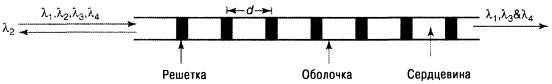 λ₁,λ₂,λ₃,λ₄
λ₂
d
λ₁,λ₃&λ₄
Решетка
Оболочка
Сердцевина